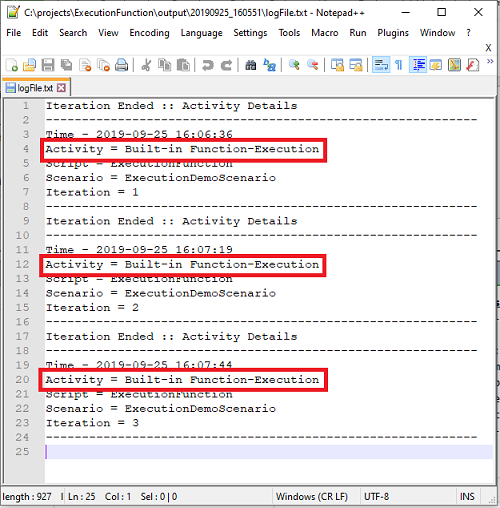 C:\projects\ExecutionFunction\output\20190925_160551\logFile.txt - Notepad++
File Edit Search View Encoding Language Settings Tools Macro Run Plugins Window ?
X
logFile.txt
1 Iteration Ended :: Activity Details
2 -------------------------------------------------------
3 Time - 2019-09-25 16:06:36
4 Activity = Built-in Function-Execution
5 Script = ExecutionFunction
6 Scenario = ExecutionDemoScenario
7 Iteration = 1
8 -------------------------------------------------------
9 Iteration Ended :: Activity Details
10 -------------------------------------------------------
11 Time - 2019-09-25 16:07:19
12 Activity = Built-in Function-Execution
13 Script = ExecutionFunction
14 Scenario = ExecutionDemoScenario
15 Iteration = 2
16 -------------------------------------------------------
17 Iteration Ended :: Activity Details
18 -------------------------------------------------------
19 Time - 2019-09-25 16:07:44
20 Activity = Built-in Function-Execution
21 Script = ExecutionFunction
22 Scenario = ExecutionDemoScenario
23 Iteration = 3
24 -------------------------------------------------------
25
length : 927 l Ln : 25 Col : 1 Sel : 0 | 0 Windows (CR LF) UTF-8 INS